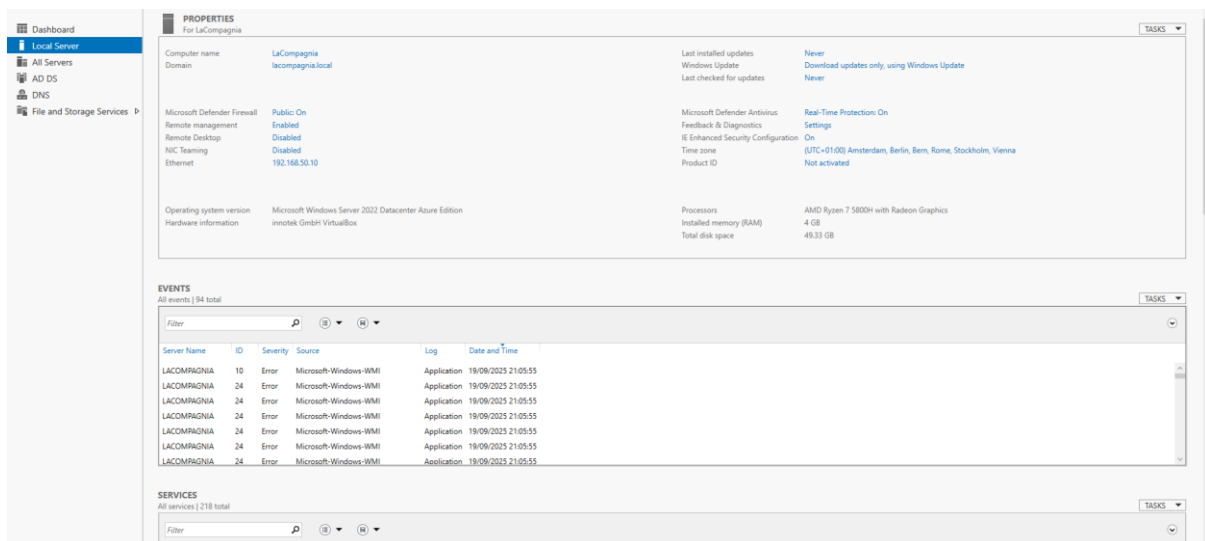 Dashboard
Local Server
All Servers
AD DS
DNS
File and Storage Services
PROPERTIES
For LaCompagnia
TASKS
Computer name LaCompagnia
Domain lacompagnia.local
Last installed updates Never
Windows Update Download updates only, using Windows Update
Last checked for updates Never
Microsoft Defender Firewall Public: On
Remote management Enabled
Remote Desktop Disabled
NIC Teaming Disabled
Ethernet 192.168.50.10
Microsoft Defender Antivirus Real-Time Protection: On
Feedback & Diagnostics Settings
IE Enhanced Security Configuration On
Time zone (UTC+01:00) Amsterdam, Berlin, Bern, Rome, Stockholm, Vienna
Product ID Not activated
Operating system version Microsoft Windows Server 2022 Datacenter Azure Edition
Hardware information innotek GmbH VirtualBox
Processors AMD Ryzen 7 5800H with Radeon Graphics
Installed memory (RAM) 4 GB
Total disk space 49.33 GB
EVENTS
All events | 94 total
TASKS
Filter
Server Name ID Severity Source Log Date and Time
LACOMPAGNIA 10 Error Microsoft-Windows-WMI Application 19/09/2025 21:05:55
LACOMPAGNIA 24 Error Microsoft-Windows-WMI Application 19/09/2025 21:05:55
LACOMPAGNIA 24 Error Microsoft-Windows-WMI Application 19/09/2025 21:05:55
LACOMPAGNIA 24 Error Microsoft-Windows-WMI Application 19/09/2025 21:05:55
LACOMPAGNIA 24 Error Microsoft-Windows-WMI Application 19/09/2025 21:05:55
LACOMPAGNIA 24 Error Microsoft-Windows-WMI Application 19/09/2025 21:05:55
LACOMPAGNIA 24 Error Microsoft-Windows-WMI Application 19/09/2025 21:05:55
SERVICES
All services | 218 total
TASKS
Filter